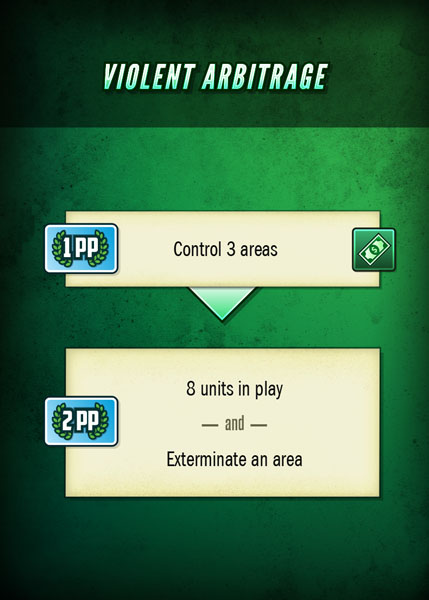 VIOLENT ARBITRAGE
1 PP
Control 3 areas
$
2 PP
8 units in play
— and —
Exterminate an area